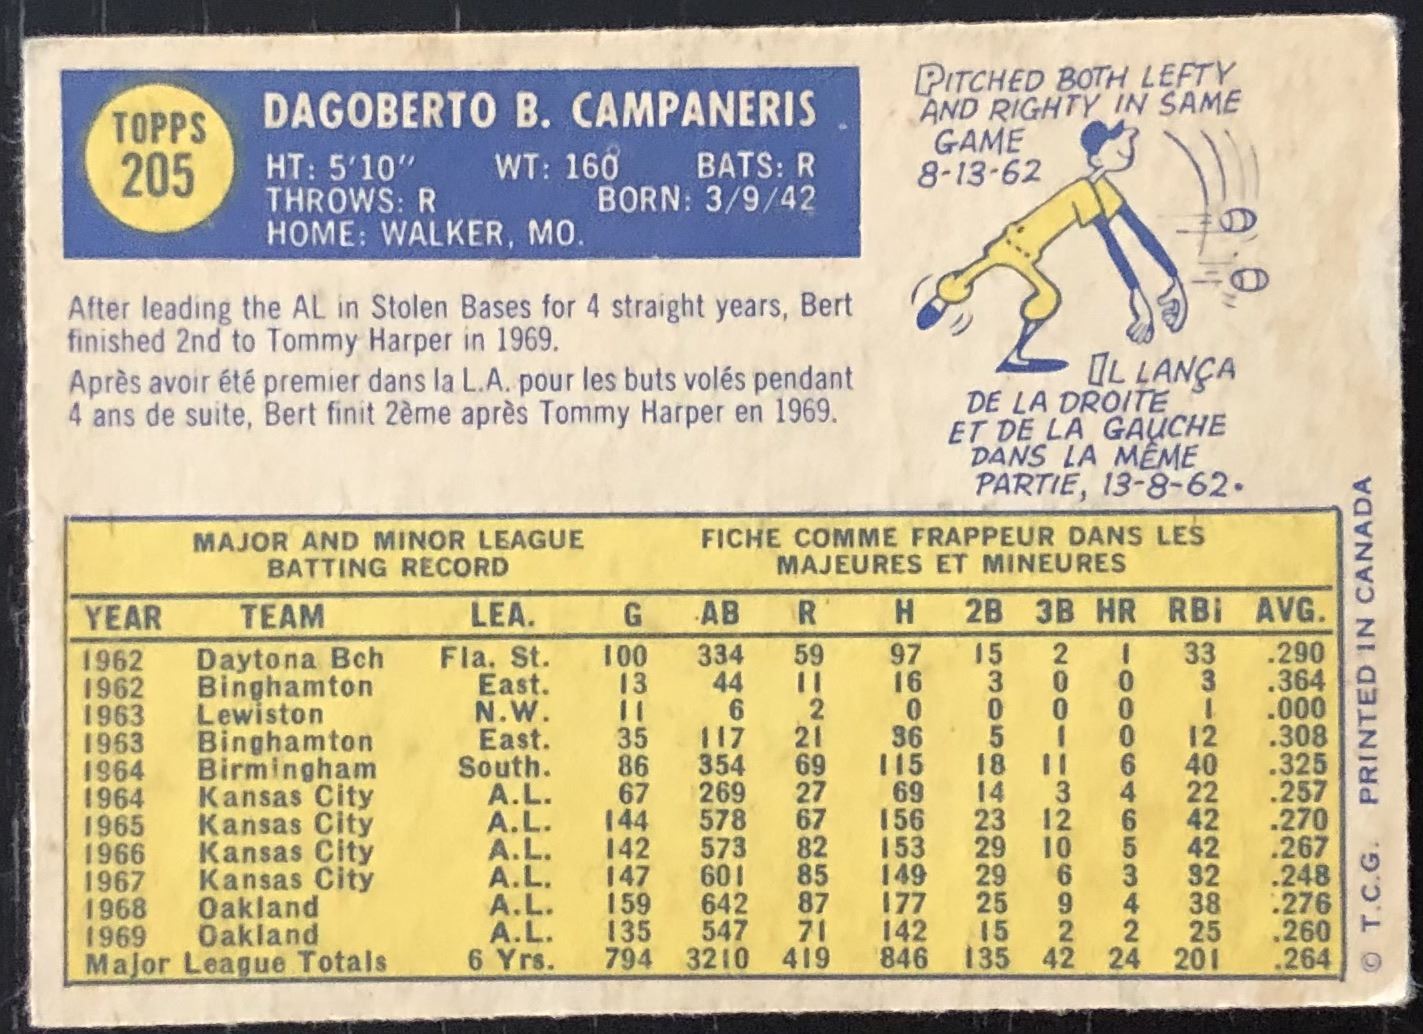 TOPPS
205
DAGOBERTO B. CAMPANERIS
HT: 5'10" WT: 160 BATS: R
THROWS: R BORN: 3/9/42
HOME: WALKER, MO.
After leading the AL in Stolen Bases for 4 straight years, Bert
finished 2nd to Tommy Harper in 1969.
Après avoir été premier dans la L.A. pour les buts volés pendant
4 ans de suite, Bert finit 2ème après Tommy Harper en 1969.
PITCHED BOTH LEFTY
AND RIGHTY IN SAME
GAME
8-13-62
IL LANÇA
DE LA DROITE
ET DE LA GAUCHE
DANS LA MÊME
PARTIE, 13-8-62.
MAJOR AND MINOR LEAGUE
BATTING RECORD
FICHE COMME FRAPPEUR DANS LES
MAJEURES ET MINEURES
YEAR TEAM LEA. G AB R H 2B 3B HR RBi AVG.
1962 Daytona Bch Fla. St. 100 334 59 97 15 2 1 33 .290
1962 Binghamton East. 13 44 11 16 3 0 0 3 .364
1963 Lewiston N.W. 11 6 2 0 0 0 0 1 .000
1963 Binghamton East. 35 117 21 36 5 1 0 12 .308
1964 Birmingham South. 86 354 69 115 18 11 6 40 .325
1964 Kansas City A.L. 67 269 27 69 14 3 4 22 .257
1965 Kansas City A.L. 144 578 67 156 23 12 6 42 .270
1966 Kansas City A.L. 142 573 82 153 29 10 5 42 .267
1967 Kansas City A.L. 147 601 85 149 29 6 3 32 .248
1968 Oakland A.L. 159 642 87 177 25 9 4 38 .276
1969 Oakland A.L. 135 547 71 142 15 2 2 25 .260
Major League Totals 6 Yrs. 794 3210 419 846 135 42 24 201 .264
© T.C.G. PRINTED IN CANADA